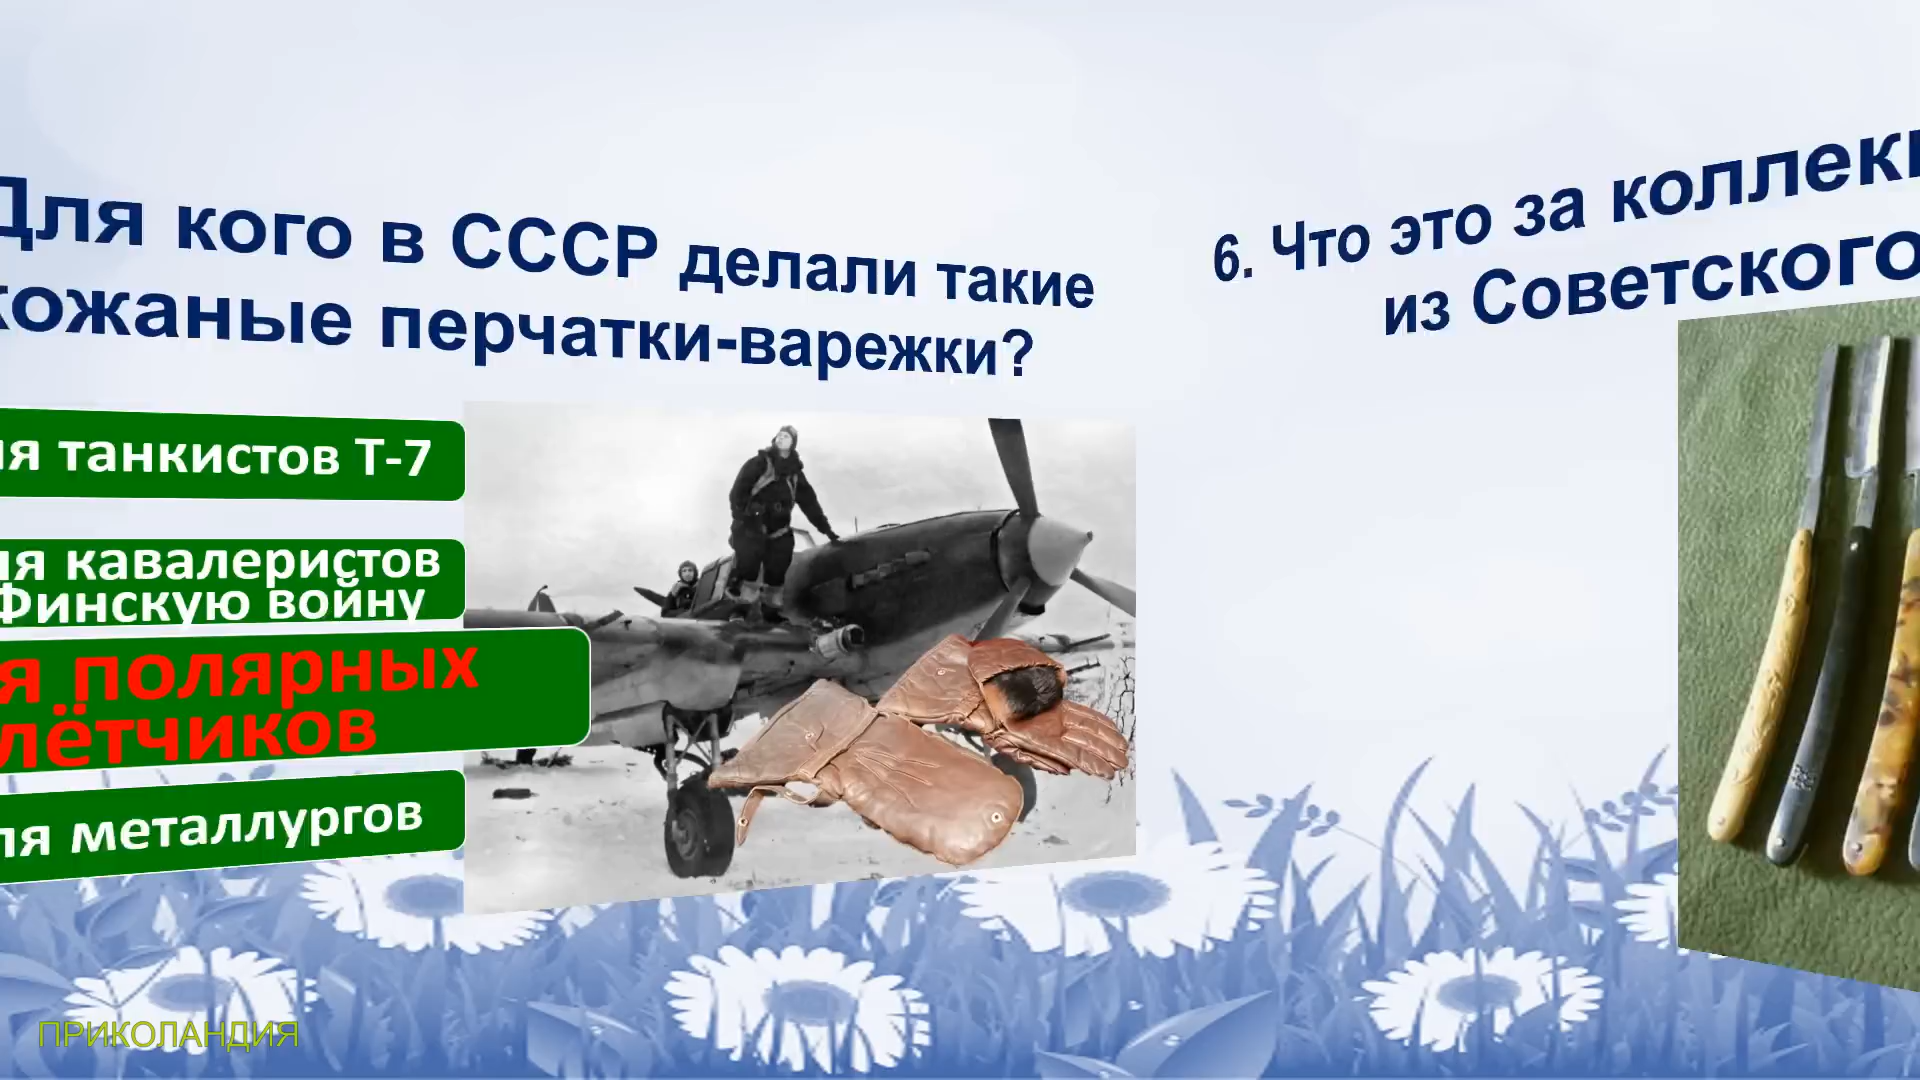 Для кого в СССР делали такие
кожаные перчатки-варежки?
ля танкистов Т-7
ля кавалеристов
Финскую войну
я полярных
лётчиков
ля металлургов
6. Что это за коллек
из Советского
ПРИКОЛАНДИЯ